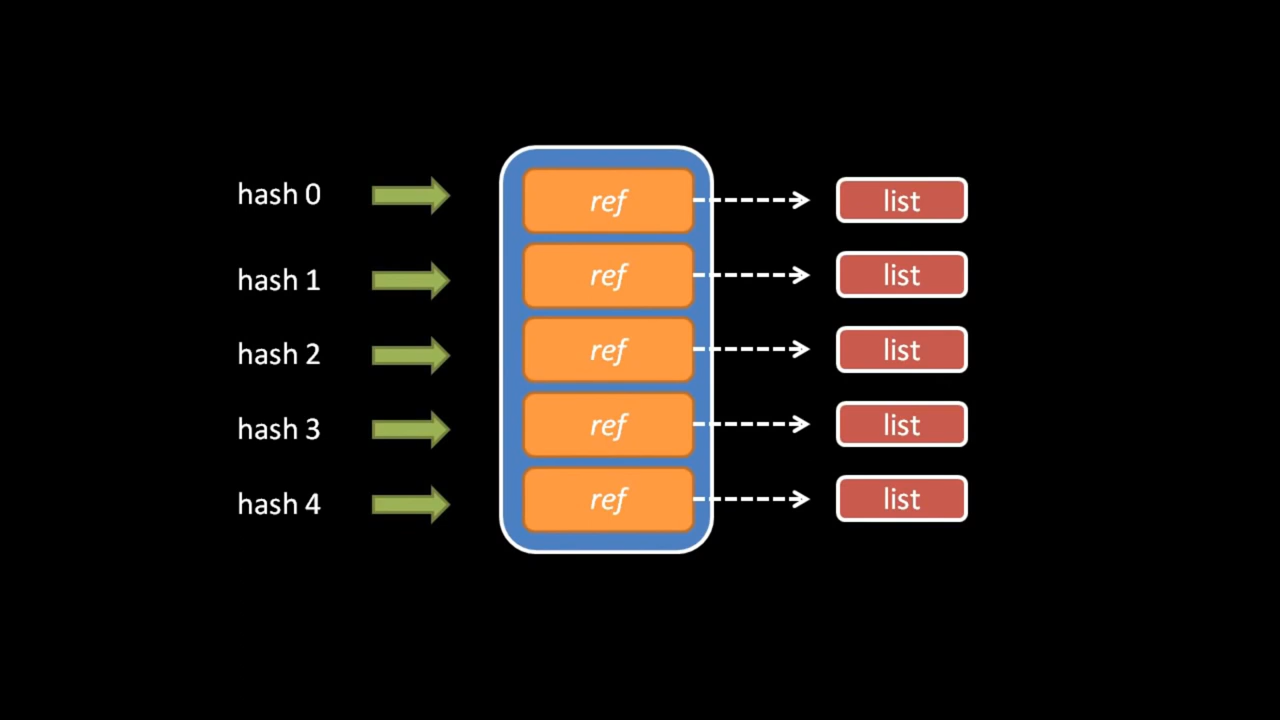 hash 0 ref list
hash 1 ref list
hash 2 ref list
hash 3 ref list
hash 4 ref list